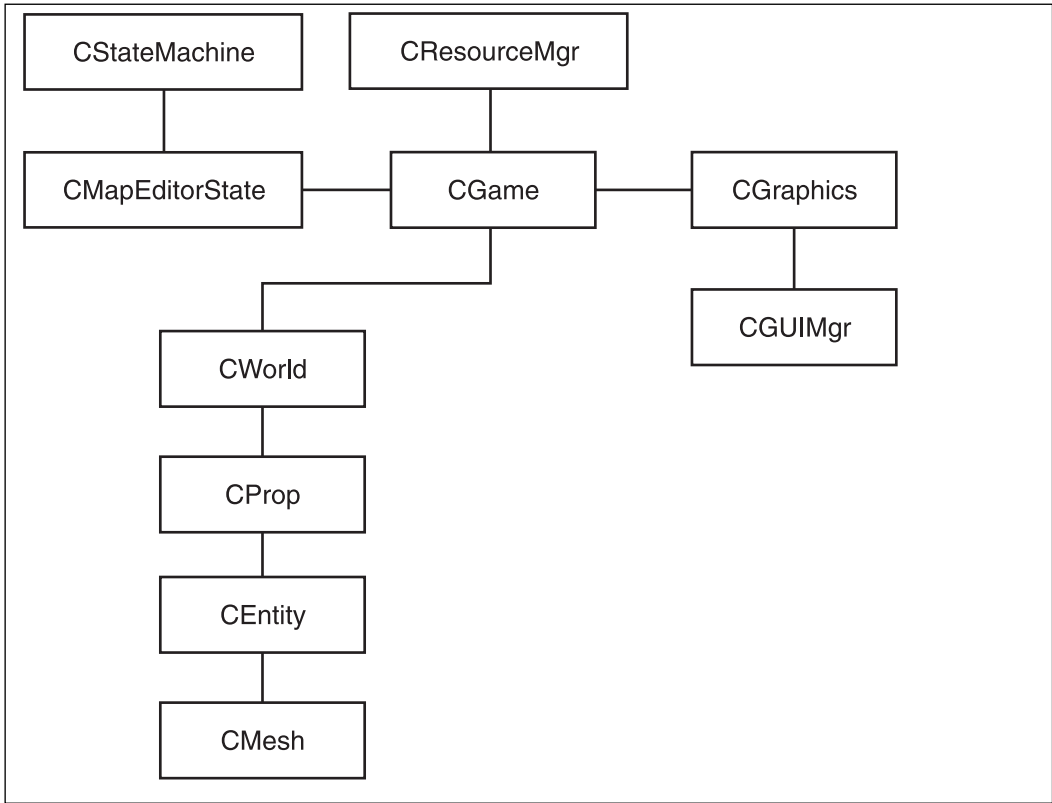 CStateMachine
CResourceMgr
CMapEditorState
CGame
CGraphics
CGUIMgr
CWorld
CProp
CEntity
CMesh